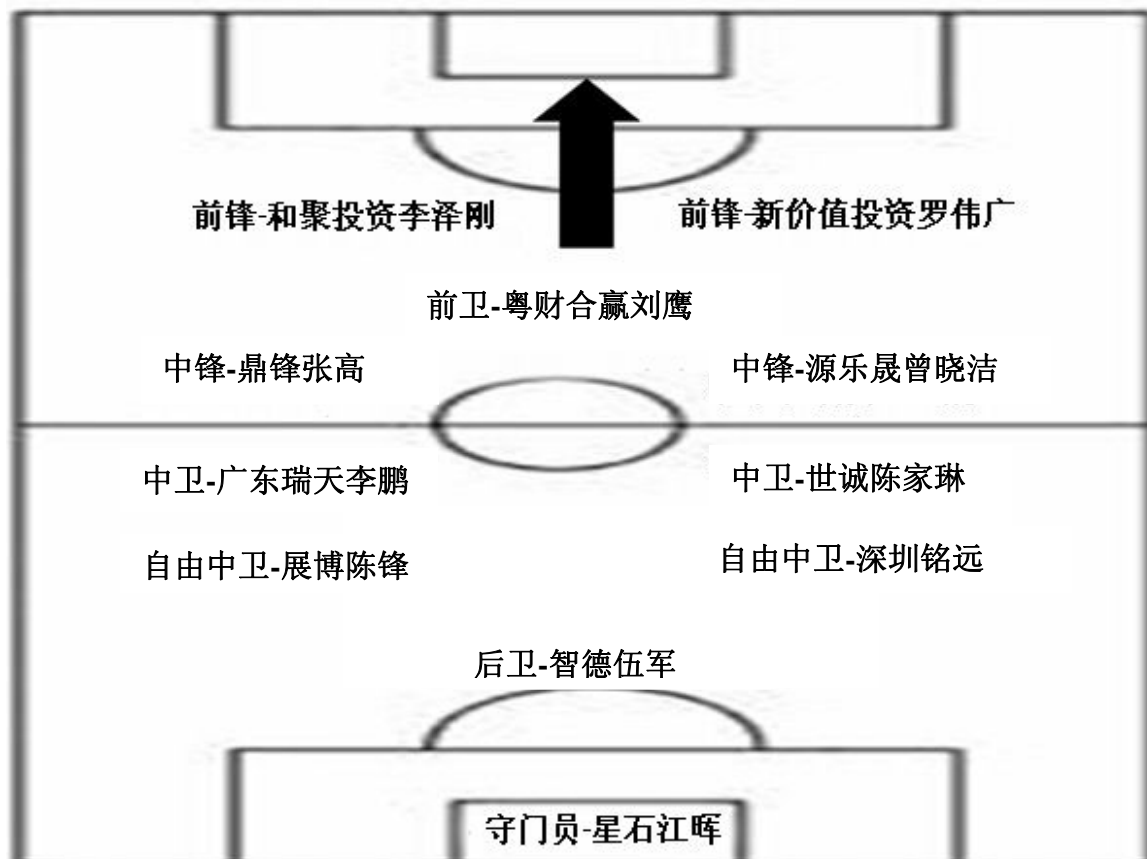 前锋-和聚投资李泽刚
前锋-新价值投资罗伟广
前卫-粤财合赢刘鹰
中锋-鼎锋张高
中锋-源乐晟曾晓洁
中卫-广东瑞天李鹏
中卫-世诚陈家琳
自由中卫-展博陈锋
自由中卫-深圳铭远
后卫-智德伍军
守门员-星石江晖